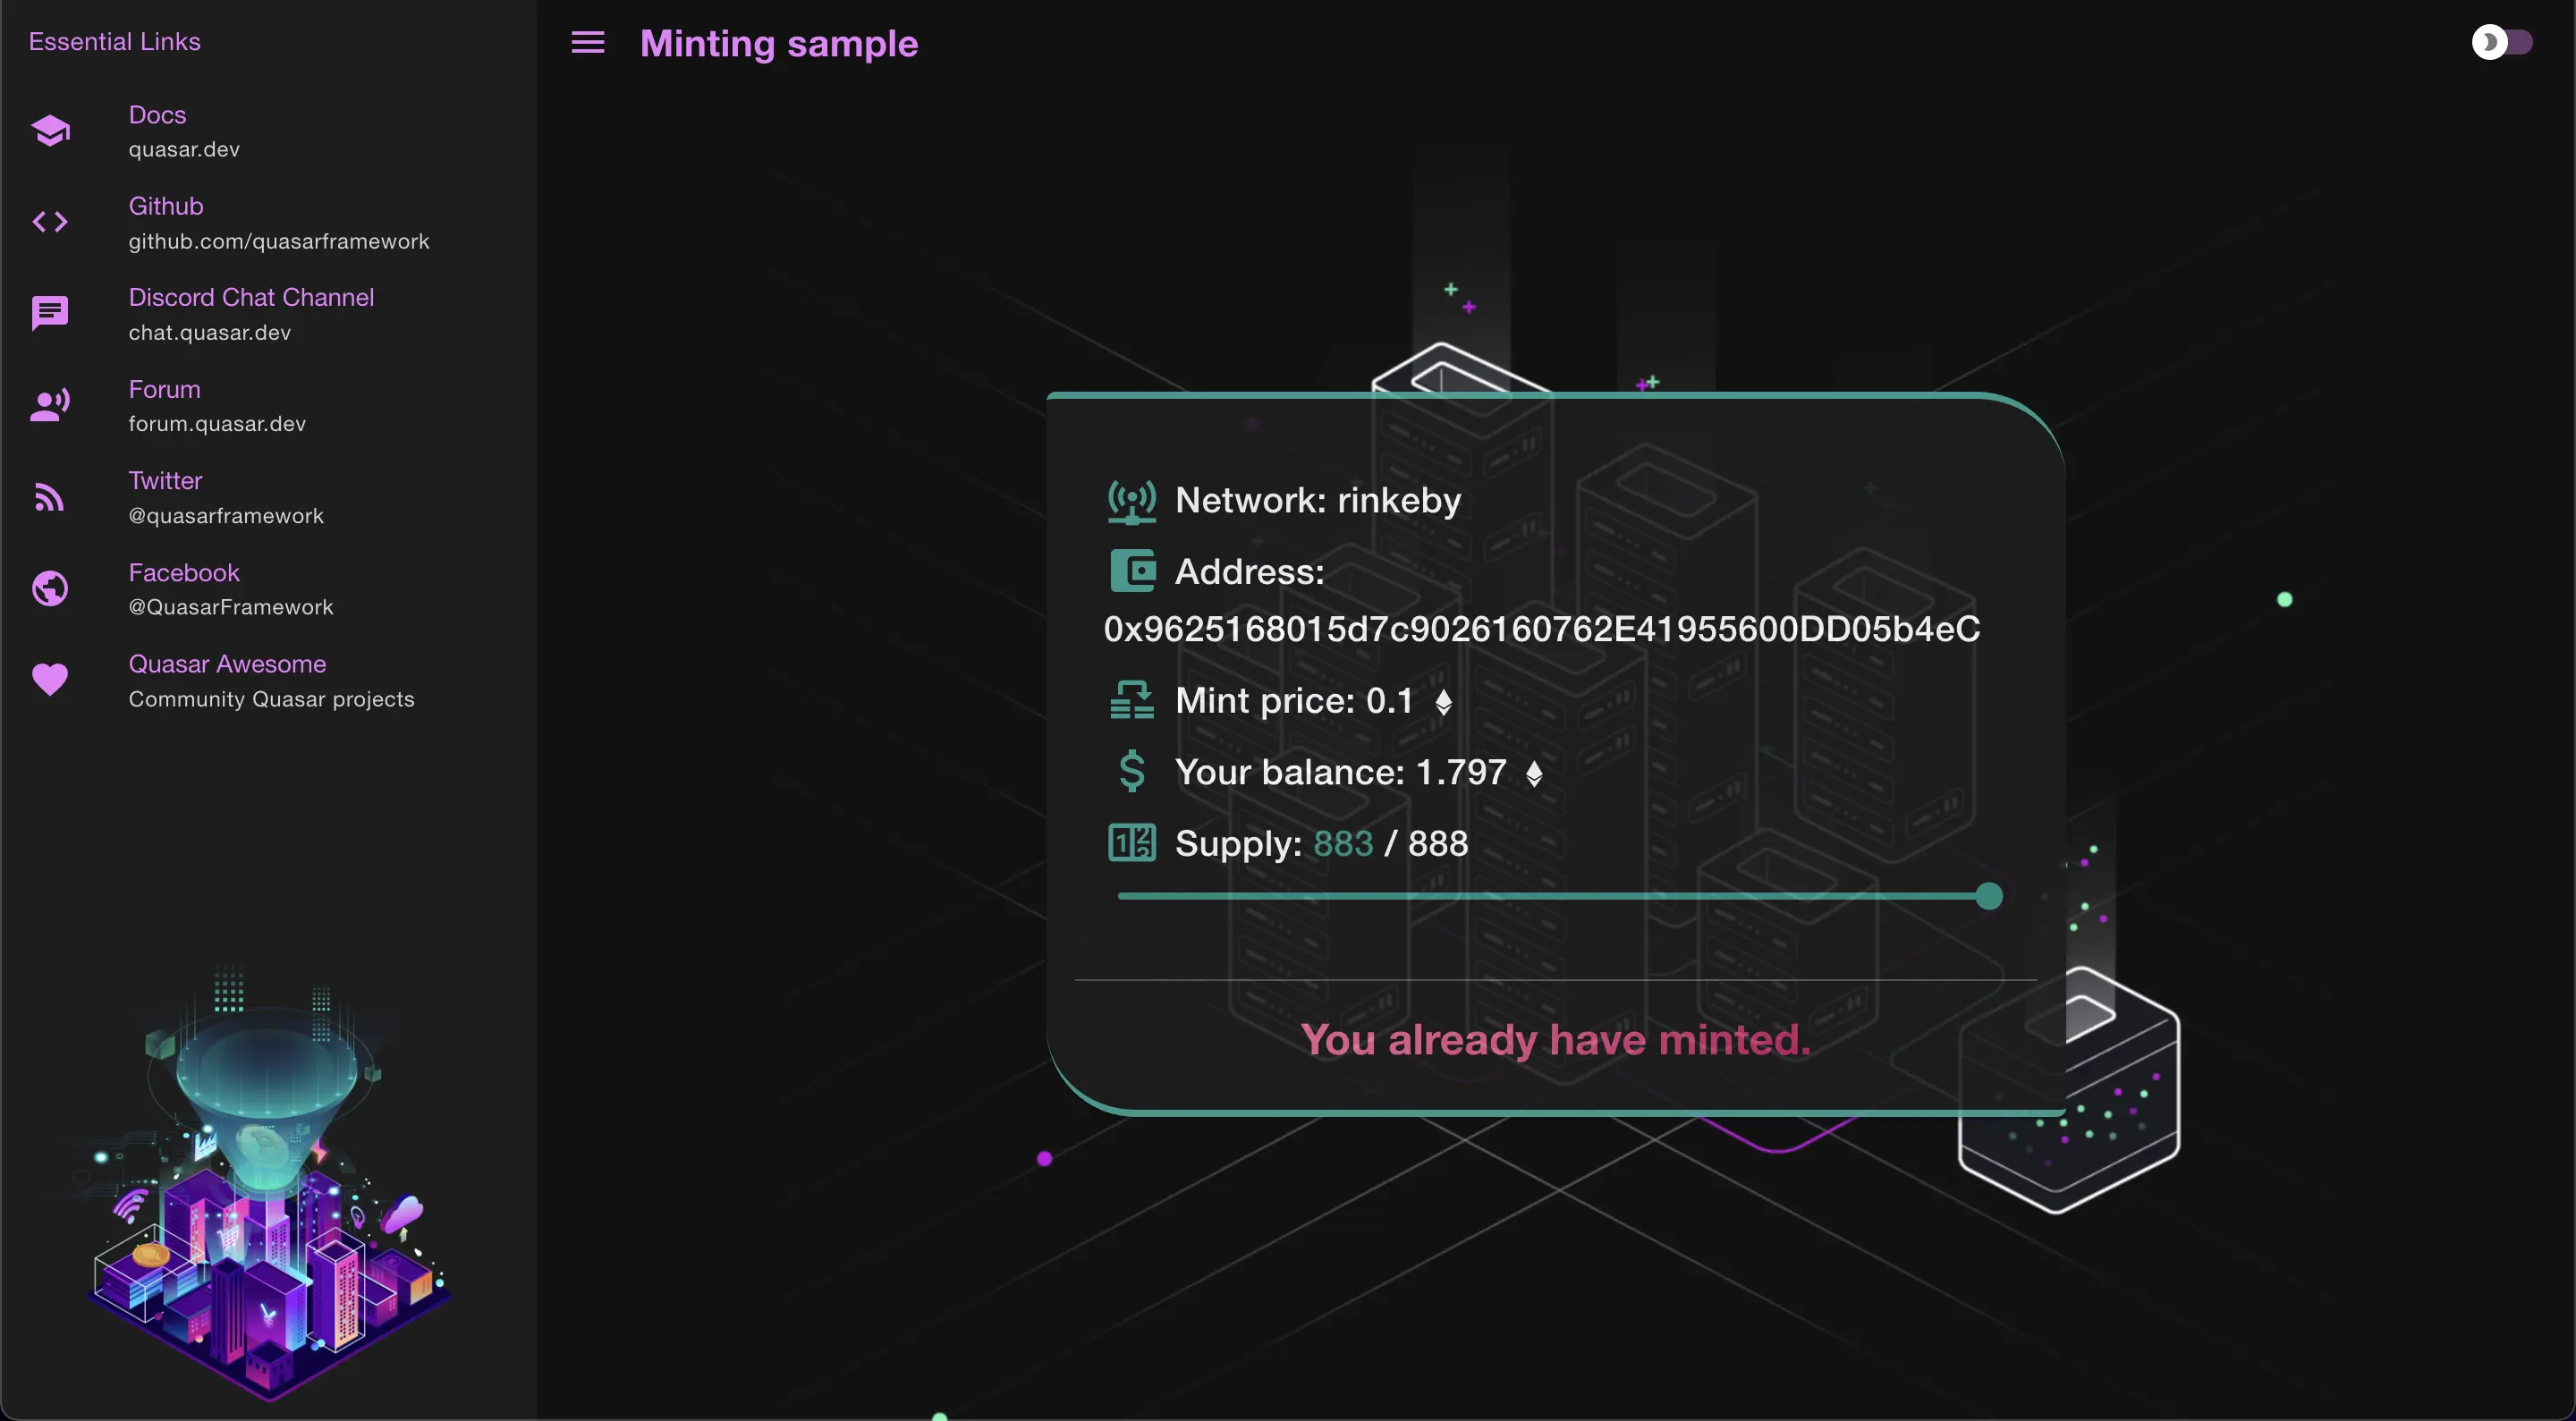 Essential Links
Docs
quasar.dev
Github
github.com/quasarframework
Discord Chat Channel
chat.quasar.dev
Forum
forum.quasar.dev
Twitter
@quasarframework
Facebook
@QuasarFramework
Quasar Awesome
Community Quasar projects
Minting sample
Network: rinkeby
Address:
0x9625168015d7c9026160762E41955600DD05b4eC
Mint price: 0.1
Your balance: 1.797
Supply: 883 / 888
You already have minted.